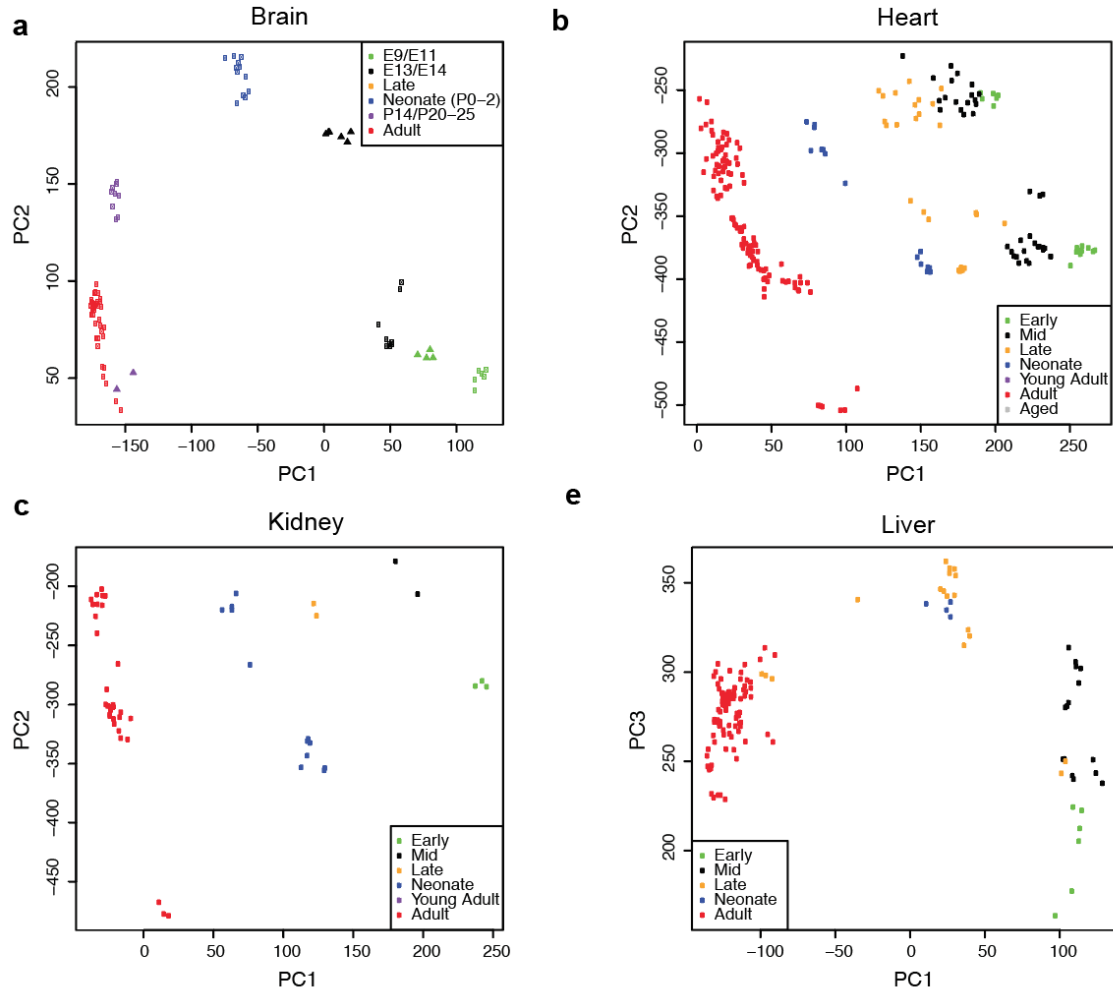 a
Brain
200
150
100
50
PC2
−150
−100
−50
0
50
100
PC1
E9/E11
E13/E14
Late
Neonate (P0−2)
P14/P20−25
Adult
b
Heart
−250
−300
−350
−400
−450
−500
PC2
0
50
100
150
200
250
PC1
Early
Mid
Late
Neonate
Young Adult
Adult
Aged
c
Kidney
−200
−250
−300
−350
−400
−450
PC2
0
50
100
150
200
250
PC1
Early
Mid
Late
Neonate
Young Adult
Adult
e
Liver
350
300
250
200
PC3
−100
0
50
100
PC1
Early
Mid
Late
Neonate
Adult